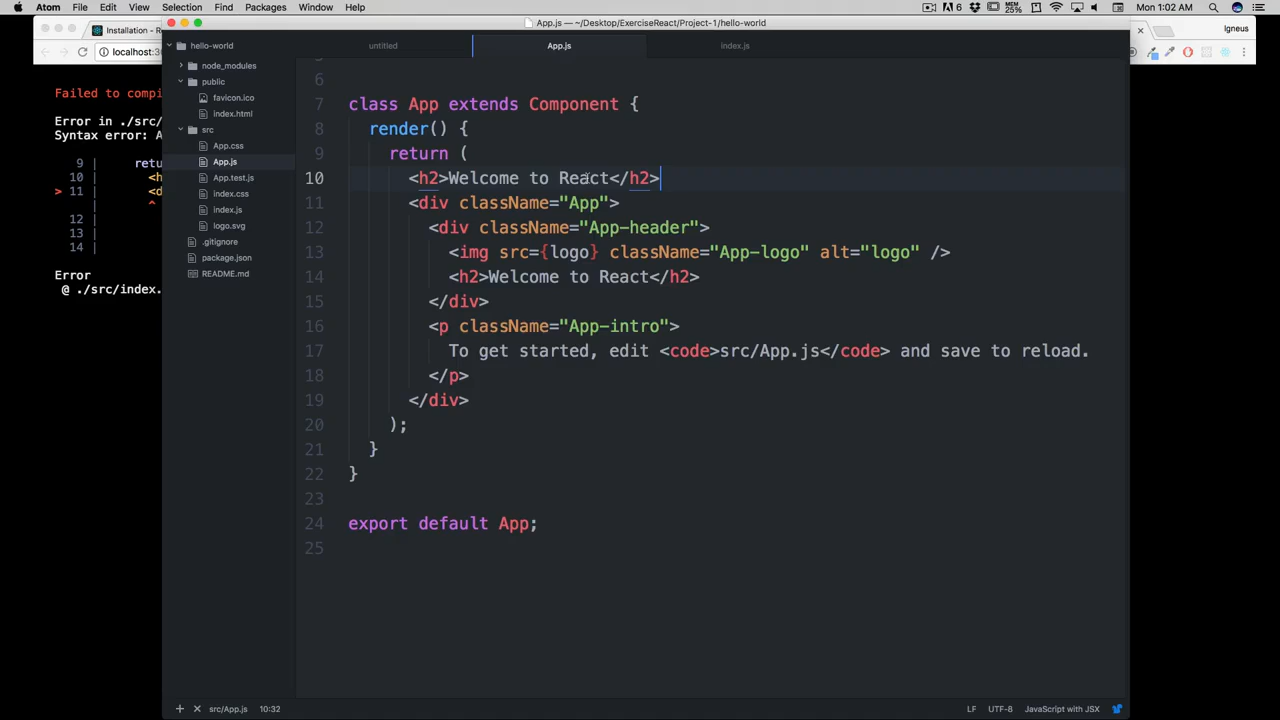 Atom File Edit View Selection Find Packages Window Help
6 MEM 25% Mon 1:02 AM
App.js — ~/Desktop/ExerciseReact/Project-1/hello-world
Installation - Re
Igneus
localhost:30
hello-world
untitled App.js index.js
node_modules
public
favicon.ico
index.html
src
App.css
App.js
App.test.js
index.css
index.js
logo.svg
.gitignore
package.json
README.md
Failed to compi
Error in ./src/
Syntax error: A
9 | retu
10 | <h
> 11 | <d
| ^
12 |
13 |
14 |
Error
@ ./src/index.
6
7 class App extends Component {
8 render() {
9 return (
10 <h2>Welcome to React</h2>
11 <div className="App">
12 <div className="App-header">
13 <img src={logo} className="App-logo" alt="logo" />
14 <h2>Welcome to React</h2>
15 </div>
16 <p className="App-intro">
17 To get started, edit <code>src/App.js</code> and save to reload.
18 </p>
19 </div>
20 );
21 }
22 }
23
24 export default App;
25
+ × src/App.js 10:32 LF UTF-8 JavaScript with JSX